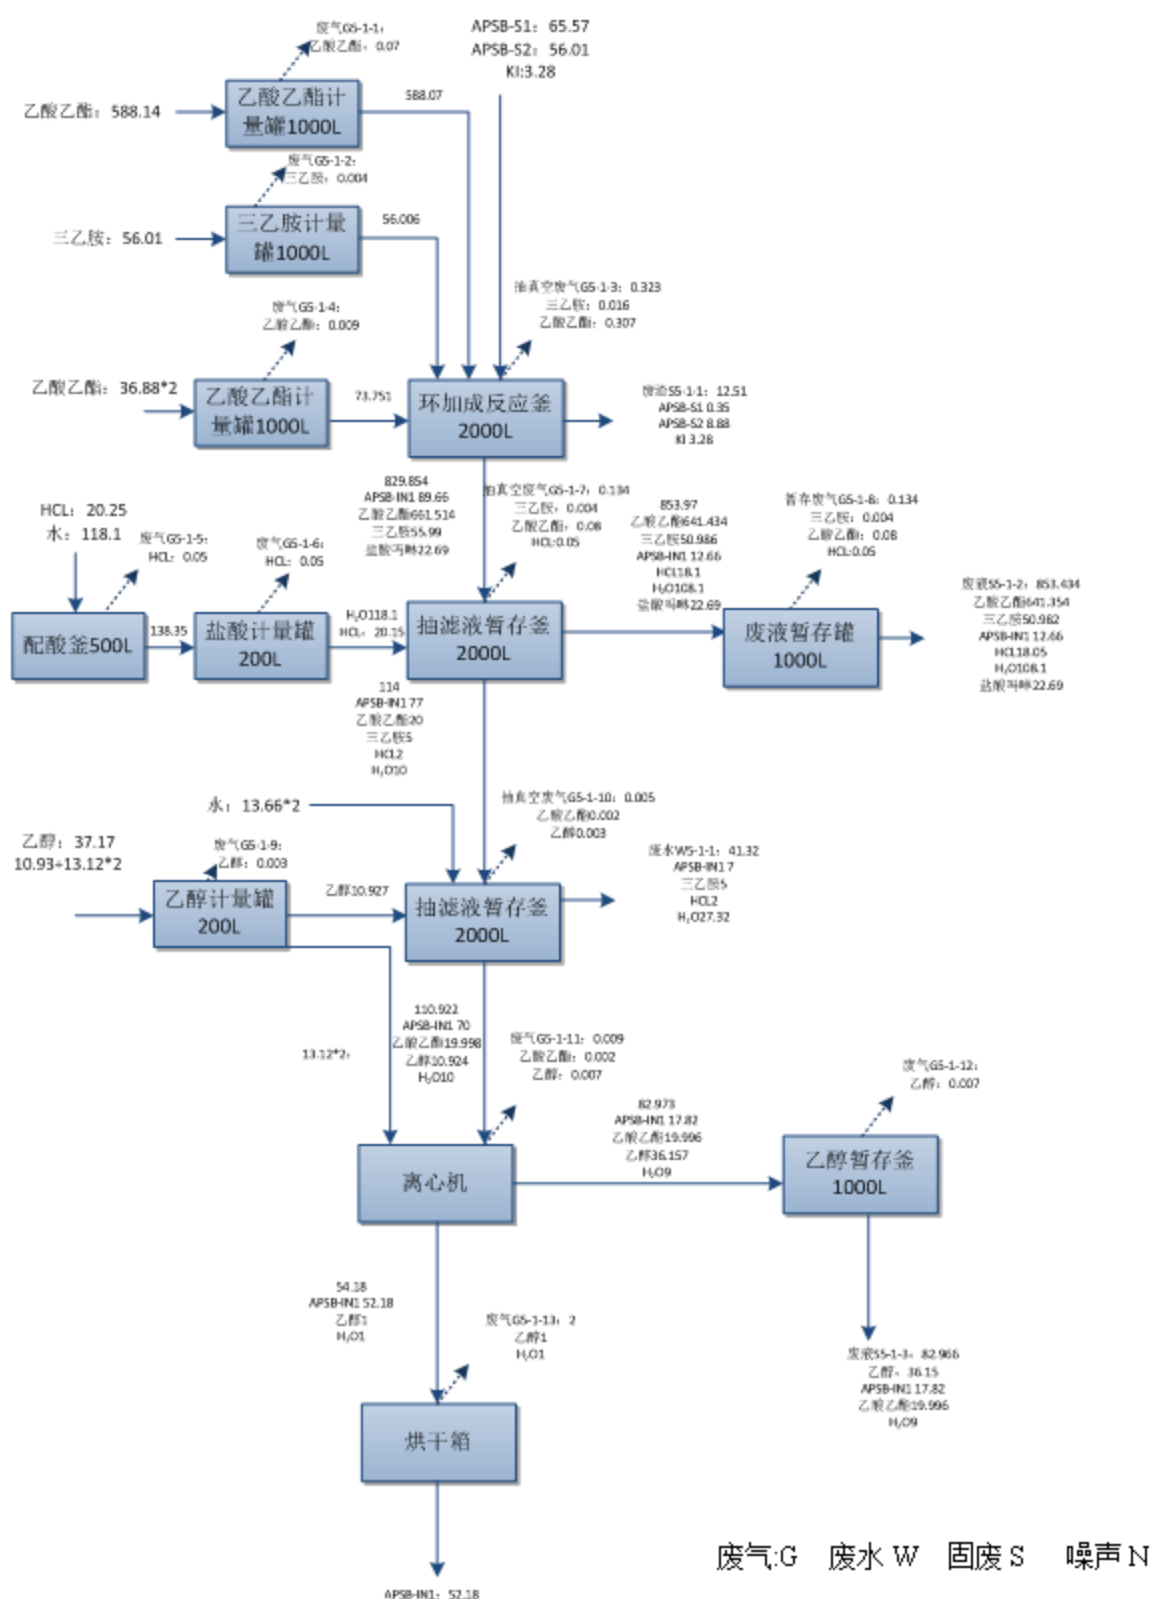 废气G5-1-1：
乙酸乙酯：0.07
APSB-S1：65.57
APSB-S2：56.01
KI:3.28
乙酸乙酯：588.14
乙酸乙酯计
量罐1000L
588.07
废气G5-1-2：
三乙胺：0.004
三乙胺：56.01
三乙胺计量
罐1000L
56.006
废气G5-1-4：
乙酸乙酯：0.009
抽真空废气G5-1-3：0.323
三乙胺：0.016
乙酸乙酯：0.307
乙酸乙酯：36.88*2
乙酸乙酯计
量罐1000L
73.751
环加成反应釜
2000L
废渣S5-1-1：12.51
APSB-S1 0.35
APSB-S2 8.88
KI 3.28
829.854
APSB-IN1 89.66
乙酸乙酯661.514
三乙胺55.99
盐酸吗啉22.69
抽真空废气G5-1-7：0.134
三乙胺：0.004
乙酸乙酯：0.08
HCL:0.05
853.97
乙酸乙酯641.434
三乙胺50.986
APSB-IN1 12.66
HCL18.1
H₂O108.1
盐酸吗啉22.69
暂存废气G5-1-8：0.134
三乙胺：0.004
乙酸乙酯：0.08
HCL:0.05
HCL：20.25
水：118.1
废气G5-1-5：
HCL：0.05
废气G5-1-6：
HCL：0.05
配酸釜500L
138.35
盐酸计量罐
200L
H₂O118.1
HCL：20.15
抽滤液暂存釜
2000L
废液暂存罐
1000L
废液S5-1-2：853.434
乙酸乙酯641.354
三乙胺50.982
APSB-IN1 12.66
HCL18.05
H₂O108.1
盐酸吗啉22.69
114
APSB-IN1 77
乙酸乙酯20
三乙胺5
HCL2
H₂O10
水：13.66*2
抽真空废气G5-1-10：0.005
乙酸乙酯0.002
乙醇0.003
乙醇：37.17
10.93+13.12*2
废气G5-1-9：
乙醇：0.003
乙醇计量罐
200L
乙醇10.927
抽滤液暂存釜
2000L
废水W5-1-1：41.32
APSB-IN1 7
三乙胺5
HCL2
H₂O27.32
13.12*2；
110.922
APSB-IN1 70
乙酸乙酯19.998
乙醇10.924
H₂O10
废气G5-1-11：0.009
乙酸乙酯：0.002
乙醇：0.007
废气G5-1-12：
乙醇：0.007
离心机
82.973
APSB-IN1 17.82
乙酸乙酯19.996
乙醇36.157
H₂O9
乙醇暂存釜
1000L
54.18
APSB-IN1 52.18
乙醇1
H₂O1
废气G5-1-13：2
乙醇1
H₂O1
废液S5-1-3：82.966
乙醇：36.15
APSB-IN1 17.82
乙酸乙酯19.996
H₂O9
烘干箱
APSB-IN1：52.18
废气:G 废水 W 固废 S 噪声 N